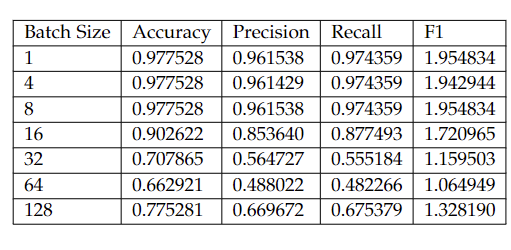 Batch Size Accuracy Precision Recall F1
1 0.977528 0.961538 0.974359 1.954834
4 0.977528 0.961429 0.974359 1.942944
8 0.977528 0.961538 0.974359 1.954834
16 0.902622 0.853640 0.877493 1.720965
32 0.707865 0.564727 0.555184 1.159503
64 0.662921 0.488022 0.482266 1.064949
128 0.775281 0.669672 0.675379 1.328190